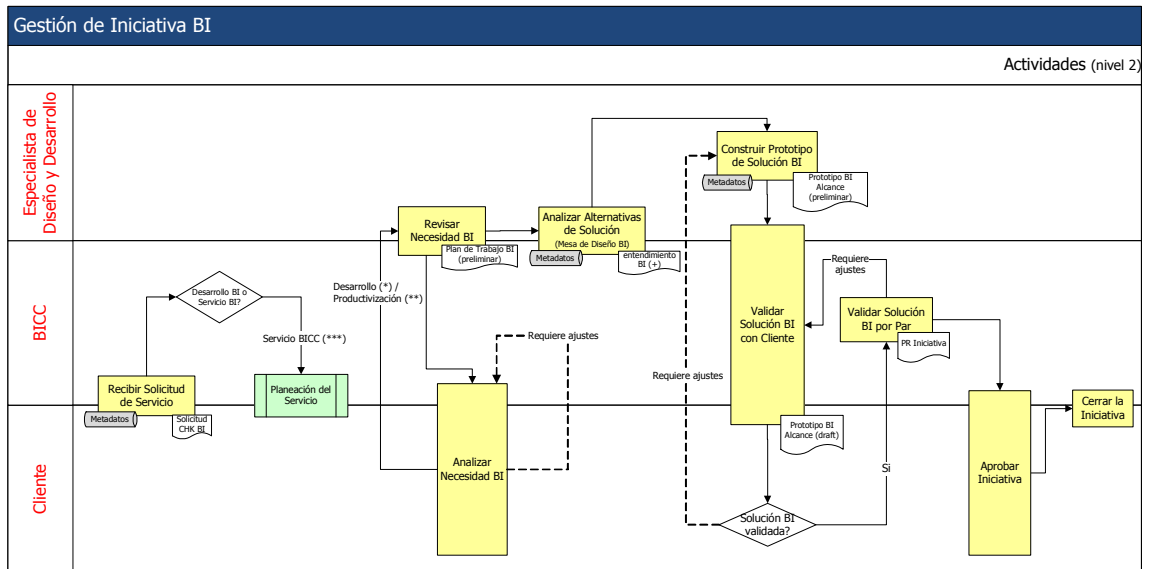 Gestión de Iniciativa BI
Actividades (nivel 2)
Especialista de
Diseño y Desarrollo
Construir Prototipo
de Solución BI
Metadatos
Prototipo BI
Alcance
(preliminar)
Revisar
Necesidad BI
Plan de Trabajo BI
(preliminar)
Analizar Alternativas
de Solución
(Mesa de Diseño BI)
Metadatos
entendimiento
BI (+)
BICC
Desarrollo BI o
Servicio BI?
Servicio BICC (***)
Desarrollo (*) /
Productivización (**)
Requiere ajustes
Requiere ajustes
Validar
Solución BI
con Cliente
Requiere
ajustes
Validar Solución
BI por Par
PR Iniciativa
Recibir Solicitud
de Servicio
Metadatos
Solicitud
CHK BI
Planeación del
Servicio
Prototipo BI
Alcance (draft)
Cerrar la
Iniciativa
Cliente
Analizar
Necesidad BI
Si
Solución BI
validada?
Aprobar
Iniciativa